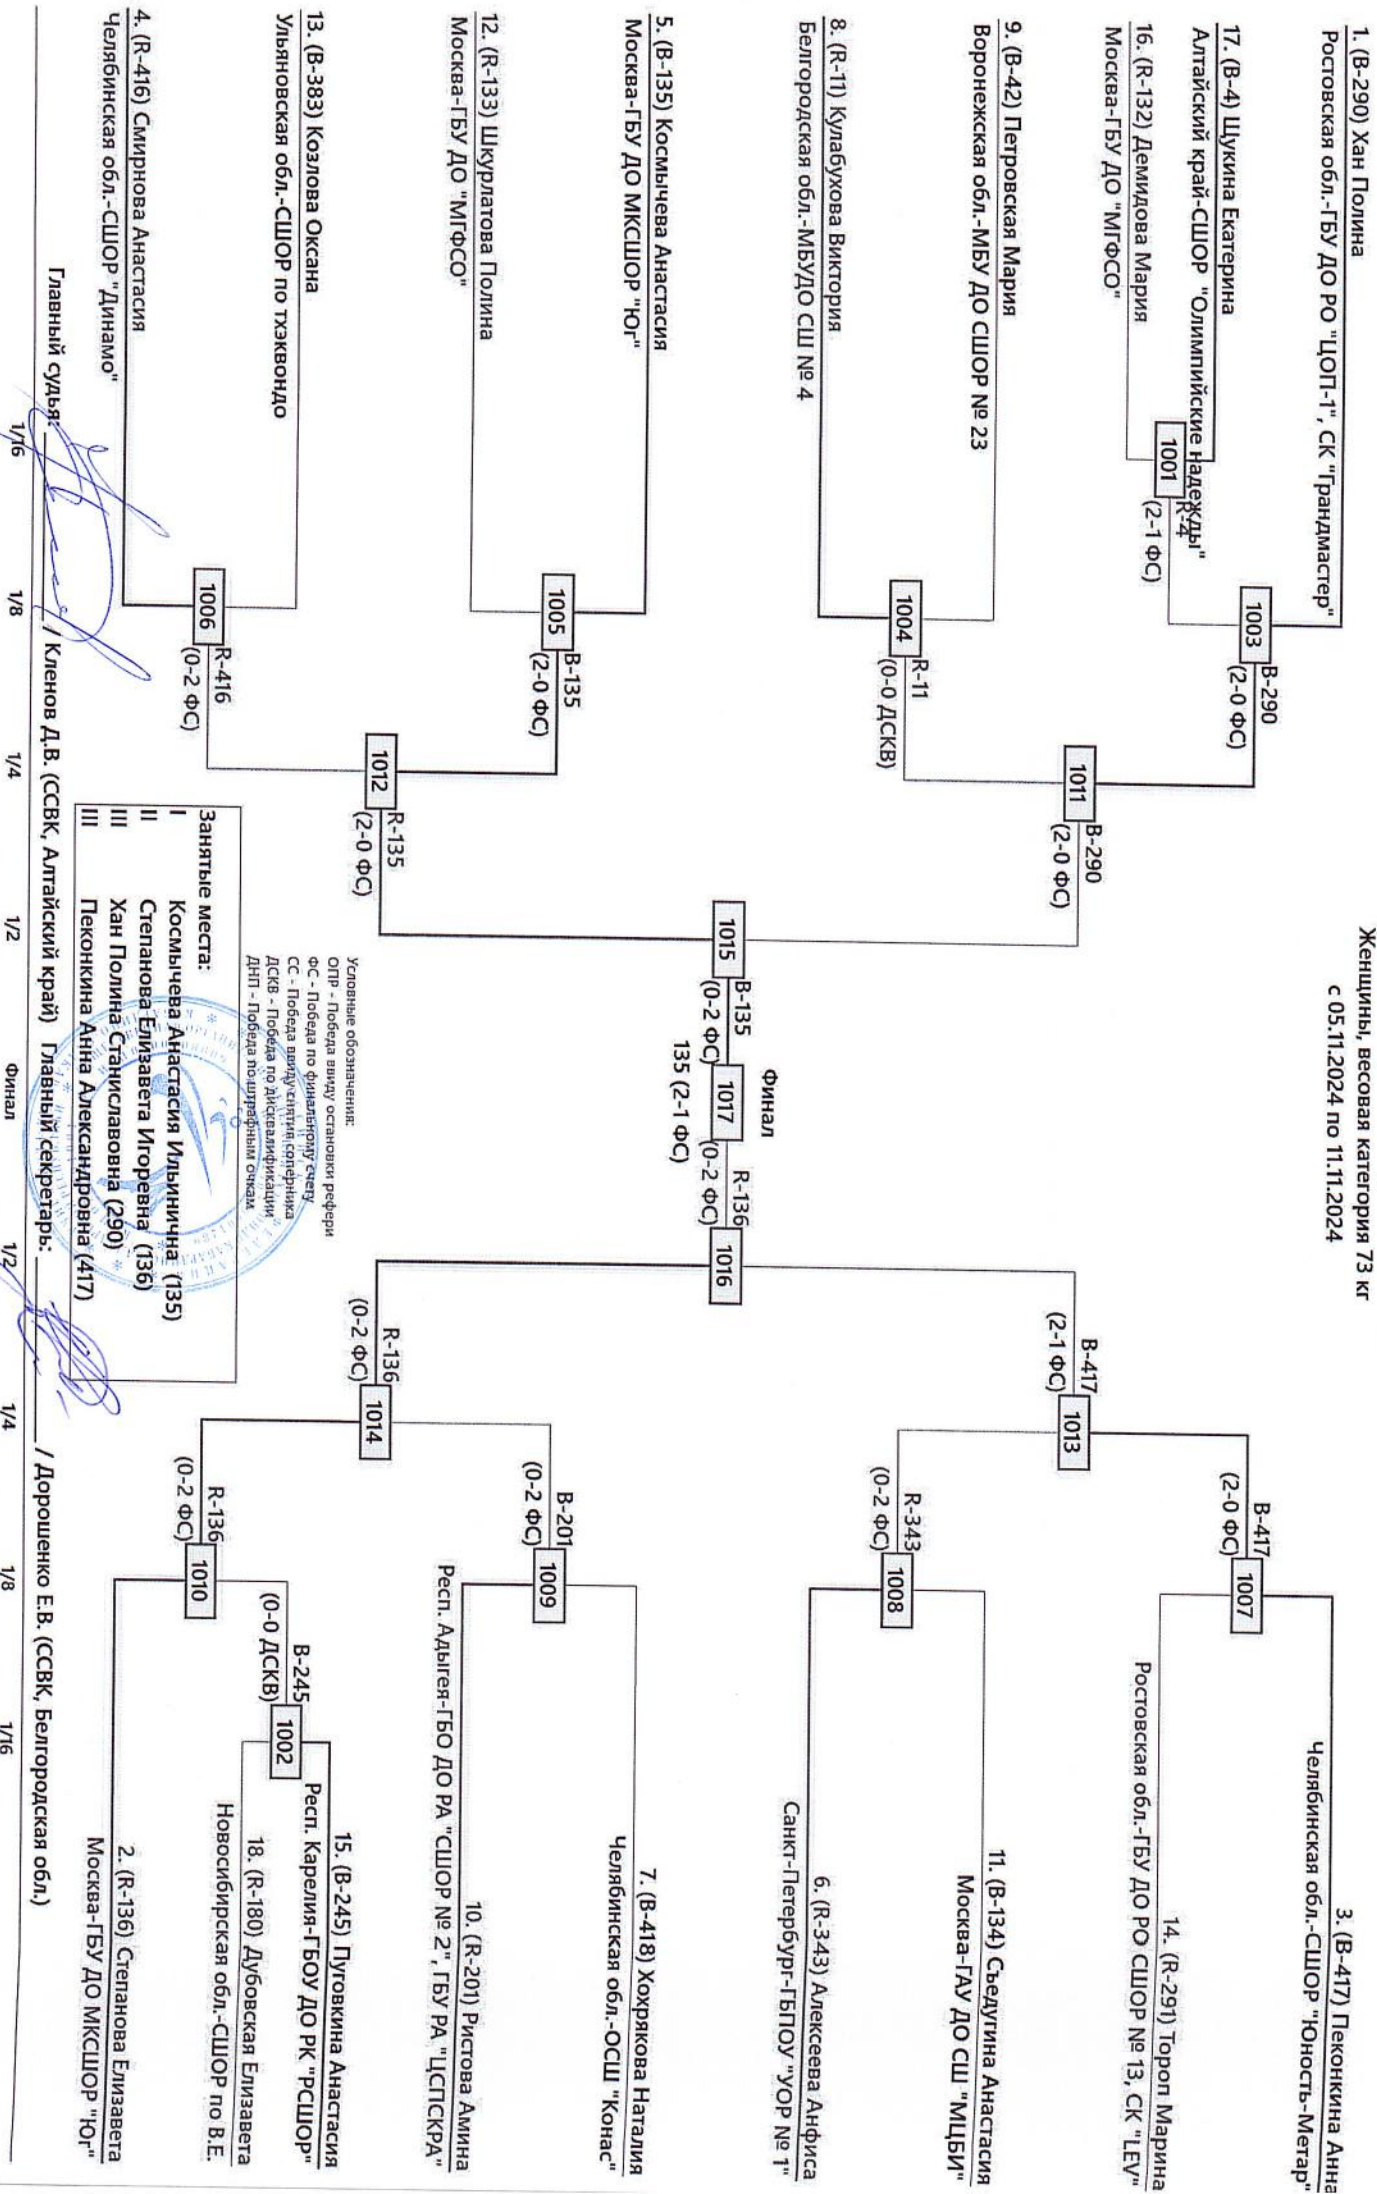 Женщины, весовая категория 73 кг
с 05.11.2024 по 11.11.2024
1. (B-290) Хан Полина
Ростовская обл.-ГБУ ДО РО "ЦОП-1", СК "Грандмастер"
17. (B-4) Щукина Екатерина
Алтайский край-СШОР "Олимпийские надежды"
16. (R-132) Демидова Мария
Москва-ГБУ ДО "МГФСО"
9. (B-42) Петровская Мария
Воронежская обл.-МБУ ДО СШОР № 23
8. (R-11) Кулабухова Виктория
Белгородская обл.-МБУДО СШ № 4
5. (B-135) Космычева Анастасия
Москва-ГБУ ДО МКСШОР "Юг"
12. (R-133) Шкурлатова Полина
Москва-ГБУ ДО "МГФСО"
13. (B-383) Козлова Оксана
Ульяновская обл.-СШОР по тхэквондо
4. (R-416) Смирнова Анастасия
Челябинская обл.-СШОР "Динамо"
1001
R-4
(2-1 ФС)
1003
B-290
(2-0 ФС)
1004
R-11
(0-0 ДСКВ)
1005
B-135
(2-0 ФС)
1006
R-416
(0-2 ФС)
1011
B-290
(2-0 ФС)
1012
R-135
(2-0 ФС)
1015
B-135
(0-2 ФС)
Финал
1017
135 (2-1 ФС)
R-136
(0-2 ФС)
1016
B-417
(2-1 ФС)
1013
R-136
(0-2 ФС)
1014
B-417
(2-0 ФС)
1007
R-343
(0-2 ФС)
1008
B-201
(0-2 ФС)
1009
R-136
(0-2 ФС)
1010
B-245
(0-0 ДСКВ)
1002
3. (B-417) Пеконкина Анна
Челябинская обл.-СШОР "Юность-Метар"
14. (R-291) Тороп Марина
Ростовская обл.-ГБУ ДО РО СШОР № 13, СК "LEV"
11. (B-134) Съедугина Анастасия
Москва-ГАУ ДО СШ "МЦБИ"
6. (R-343) Алексеева Анфиса
Санкт-Петербург-ГБПОУ "УОР № 1"
7. (B-418) Хохрякова Наталия
Челябинская обл.-ОСШ "Конас"
10. (R-201) Ристова Амина
Респ. Адыгея-ГБО ДО РА "СШОР № 2", ГБУ РА "ЦСПСКРА"
15. (B-245) Пуговкина Анастасия
Респ. Карелия-ГБОУ ДО РК "РСШОР"
18. (R-180) Дубовская Елизавета
Новосибирская обл.-СШОР по В.Е.
2. (R-136) Степанова Елизавета
Москва-ГБУ ДО МКСШОР "Юг"
Условные обозначения:
ОПР - Победа ввиду остановки рефери
ФС - Победа по финальному счету
СС - Победа ввиду снятия соперника
ДСКВ - Победа по дисквалификации
ДНП - Победа по штрафным очкам
Занятые места:
I Космычева Анастасия Ильинична (135)
II Степанова Елизавета Игоревна (136)
III Хан Полина Станиславовна (290)
III Пеконкина Анна Александровна (417)
Главный судья: / Кленов Д.В. (ССВК, Алтайский край) Главный секретарь: / Дорошенко Е.В. (ССВК, Белгородская обл.)
1/16 1/8 1/4 1/2 Финал 1/2 1/4 1/8 1/16